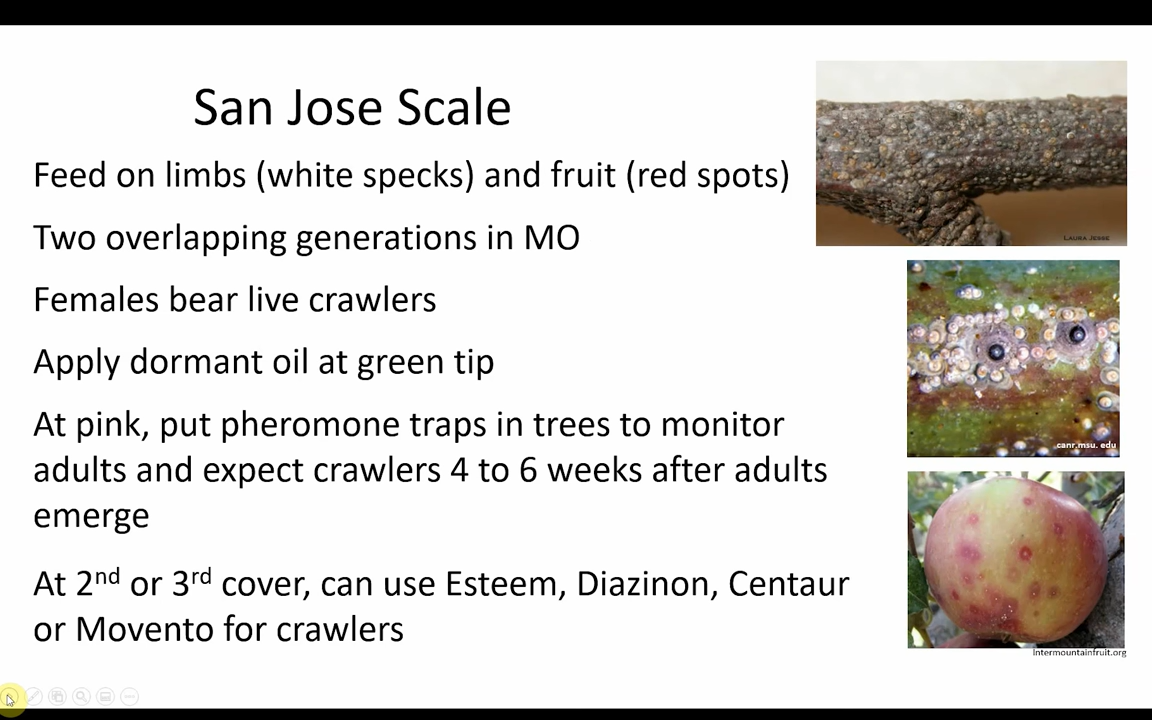 San Jose Scale
Feed on limbs (white specks) and fruit (red spots)
Two overlapping generations in MO
Females bear live crawlers
Apply dormant oil at green tip
At pink, put pheromone traps in trees to monitor
adults and expect crawlers 4 to 6 weeks after adults
emerge
At 2nd or 3rd cover, can use Esteem, Diazinon, Centaur
or Movento for crawlers
LAURA JESSE
canr.msu. edu
Intermountainfruit.org